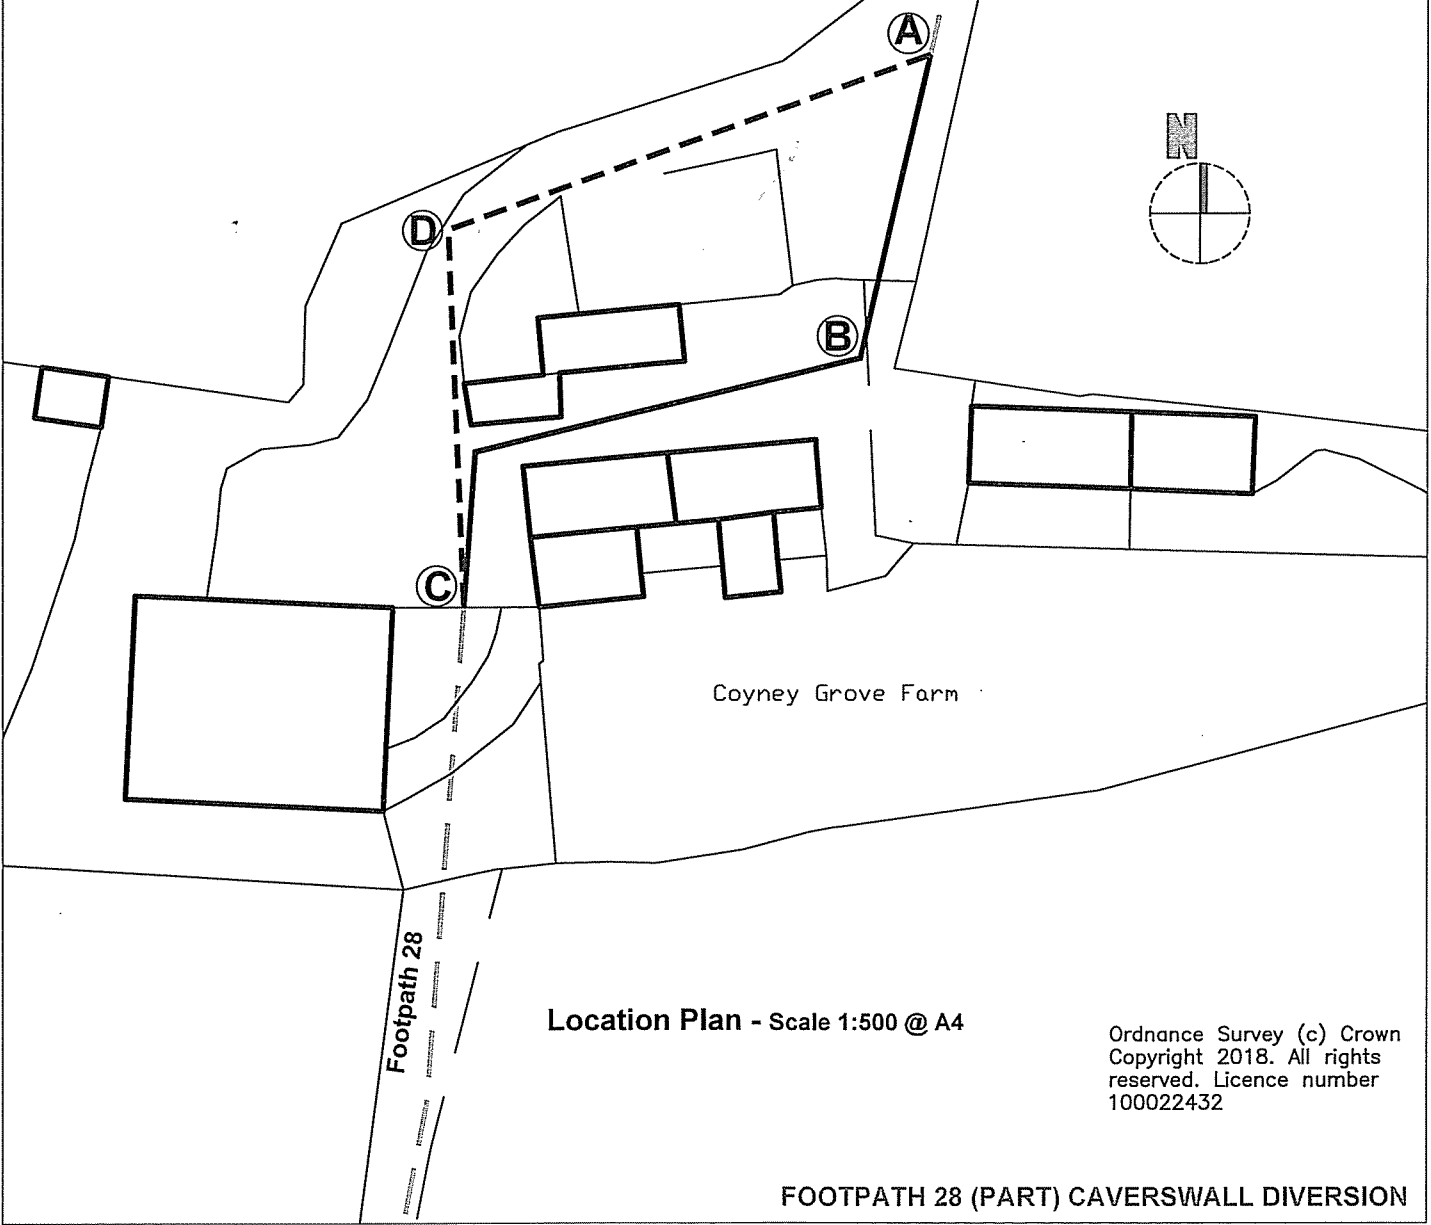 A
N
D
B
C
Coyney Grove Farm
Footpath 28
Location Plan - Scale 1:500 @ A4
Ordnance Survey (c) Crown
Copyright 2018. All rights
reserved. Licence number
100022432
FOOTPATH 28 (PART) CAVERSWALL DIVERSION